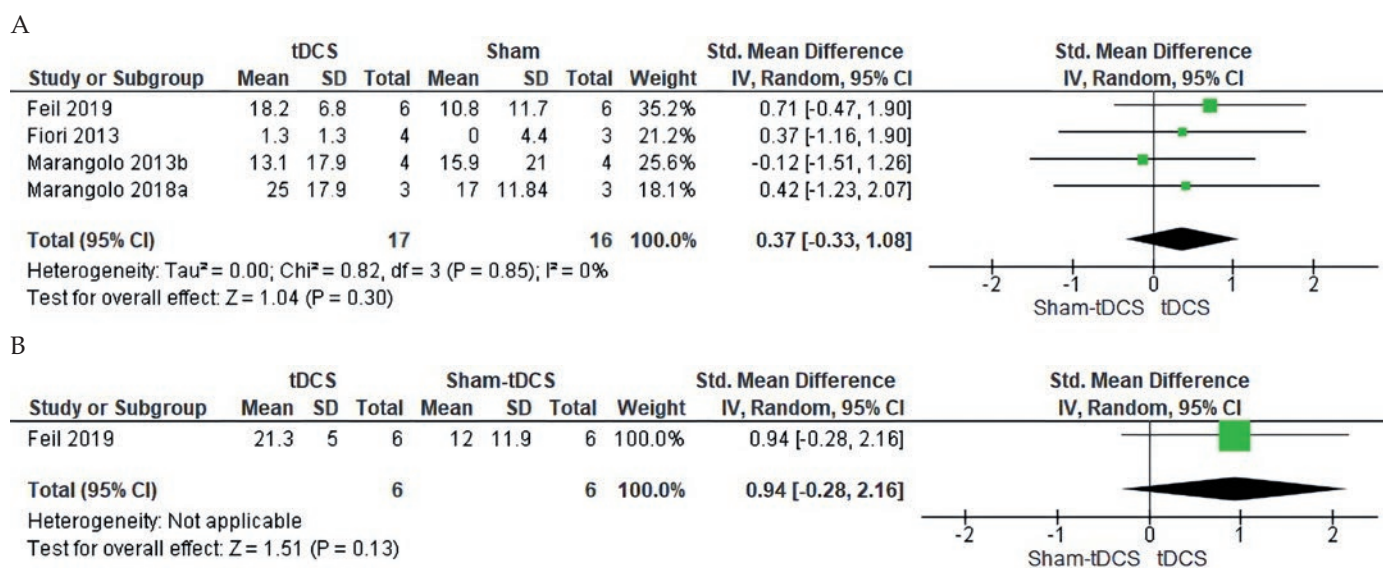 A
tDCS Sham Std. Mean Difference Std. Mean Difference
Study or Subgroup Mean SD Total Mean SD Total Weight IV, Random, 95% CI IV, Random, 95% CI
Feil 2019 18.2 6.8 6 10.8 11.7 6 35.2% 0.71 [-0.47, 1.90]
Fiori 2013 1.3 1.3 4 0 4.4 3 21.2% 0.37 [-1.16, 1.90]
Marangolo 2013b 13.1 17.9 4 15.9 21 4 25.6% -0.12 [-1.51, 1.26]
Marangolo 2018a 25 17.9 3 17 11.84 3 18.1% 0.42 [-1.23, 2.07]
Total (95% CI) 17 16 100.0% 0.37 [-0.33, 1.08]
Heterogeneity: Tau² = 0.00; Chi² = 0.82, df = 3 (P = 0.85); I² = 0%
Test for overall effect: Z = 1.04 (P = 0.30)
-2 -1 0 1 2
Sham-tDCS tDCS
B
tDCS Sham-tDCS Std. Mean Difference Std. Mean Difference
Study or Subgroup Mean SD Total Mean SD Total Weight IV, Random, 95% CI IV, Random, 95% CI
Feil 2019 21.3 5 6 12 11.9 6 100.0% 0.94 [-0.28, 2.16]
Total (95% CI) 6 6 100.0% 0.94 [-0.28, 2.16]
Heterogeneity: Not applicable
Test for overall effect: Z = 1.51 (P = 0.13)
-2 -1 0 1 2
Sham-tDCS tDCS